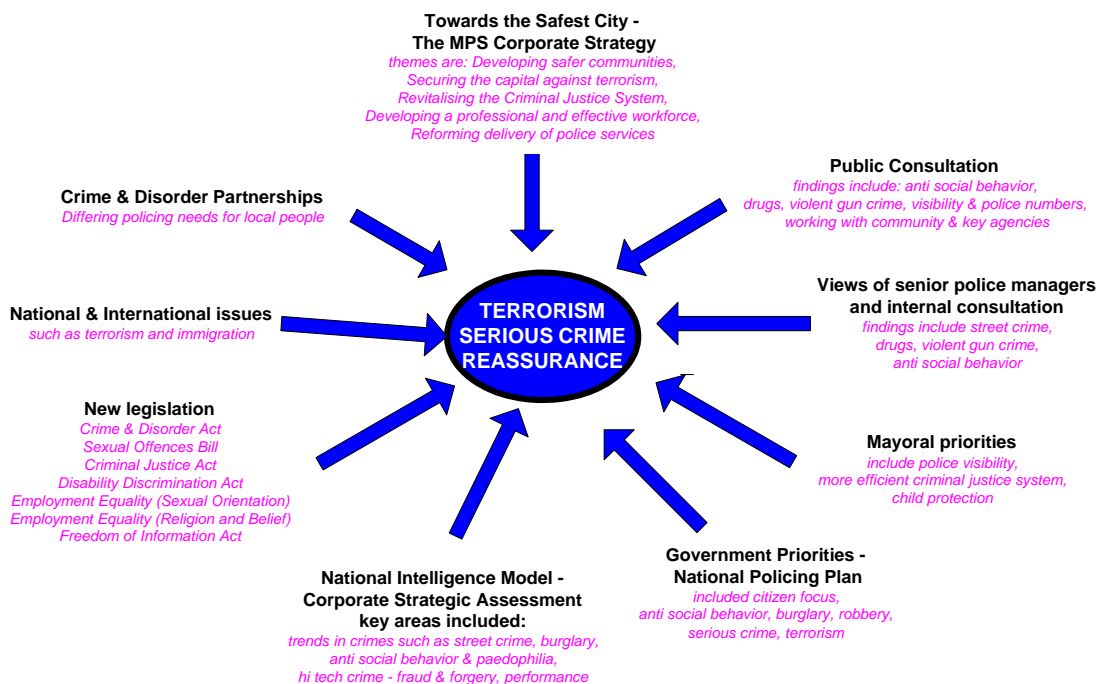 Towards the Safest City -
The MPS Corporate Strategy
themes are: Developing safer communities,
Securing the capital against terrorism,
Revitalising the Criminal Justice System,
Developing a professional and effective workforce,
Reforming delivery of police services
Public Consultation
findings include: anti social behavior,
drugs, violent gun crime, visibility & police numbers,
working with community & key agencies
Crime & Disorder Partnerships
Differing policing needs for local people
Views of senior police managers
and internal consultation
findings include street crime,
drugs, violent gun crime,
anti social behavior
National & International issues
such as terrorism and immigration
TERRORISM
SERIOUS CRIME
REASSURANCE
New legislation
Crime & Disorder Act
Sexual Offences Bill
Criminal Justice Act
Disability Discrimination Act
Employment Equality (Sexual Orientation)
Employment Equality (Religion and Belief)
Freedom of Information Act
Mayoral priorities
include police visibility,
more efficient criminal justice system,
child protection
Government Priorities -
National Policing Plan
included citizen focus,
anti social behavior, burglary, robbery,
serious crime, terrorism
National Intelligence Model -
Corporate Strategic Assessment
key areas included:
trends in crimes such as street crime, burglary,
anti social behavior & paedophilia,
hi tech crime - fraud & forgery, performance